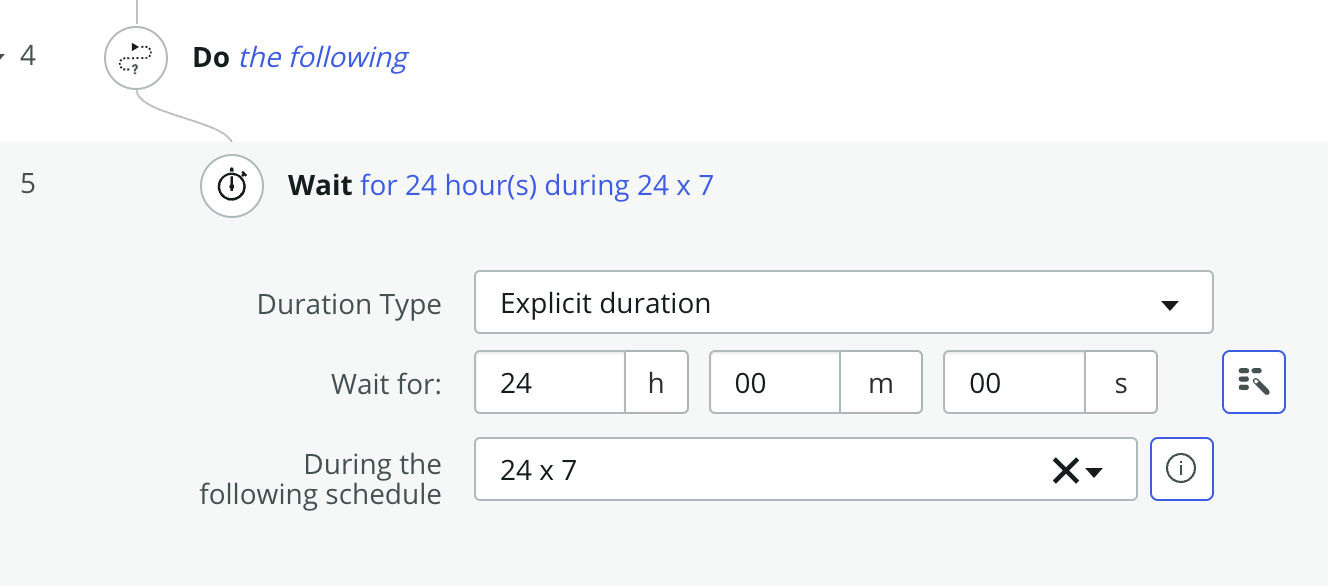 4 Do the following
5 Wait for 24 hour(s) during 24 x 7
Duration Type Explicit duration
Wait for: 24 h 00 m 00 s
During the
following schedule 24 x 7